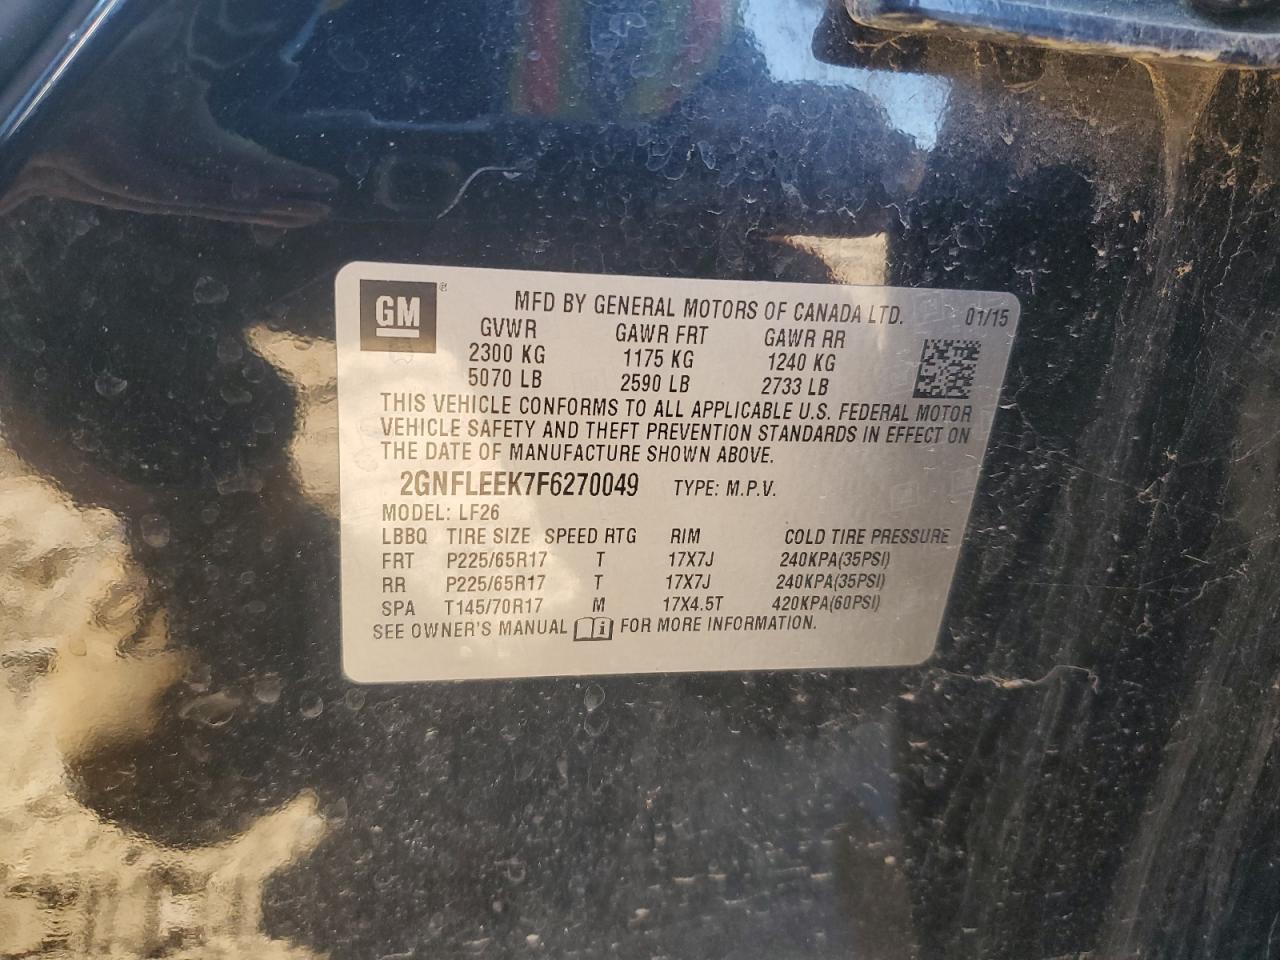 GM ®
MFD BY GENERAL MOTORS OF CANADA LTD. 01/15
GVWR GAWR FRT GAWR RR
2300 KG 1175 KG 1240 KG
5070 LB 2590 LB 2733 LB
THIS VEHICLE CONFORMS TO ALL APPLICABLE U.S. FEDERAL MOTOR
VEHICLE SAFETY AND THEFT PREVENTION STANDARDS IN EFFECT ON
THE DATE OF MANUFACTURE SHOWN ABOVE.
2GNFLEEK7F6270049 TYPE: M.P.V.
MODEL: LF26
LBBQ TIRE SIZE SPEED RTG RIM COLD TIRE PRESSURE
FRT P225/65R17 T 17X7J 240KPA(35PSI)
RR P225/65R17 T 17X7J 240KPA(35PSI)
SPA T145/70R17 M 17X4.5T 420KPA(60PSI)
SEE OWNER'S MANUAL i FOR MORE INFORMATION.